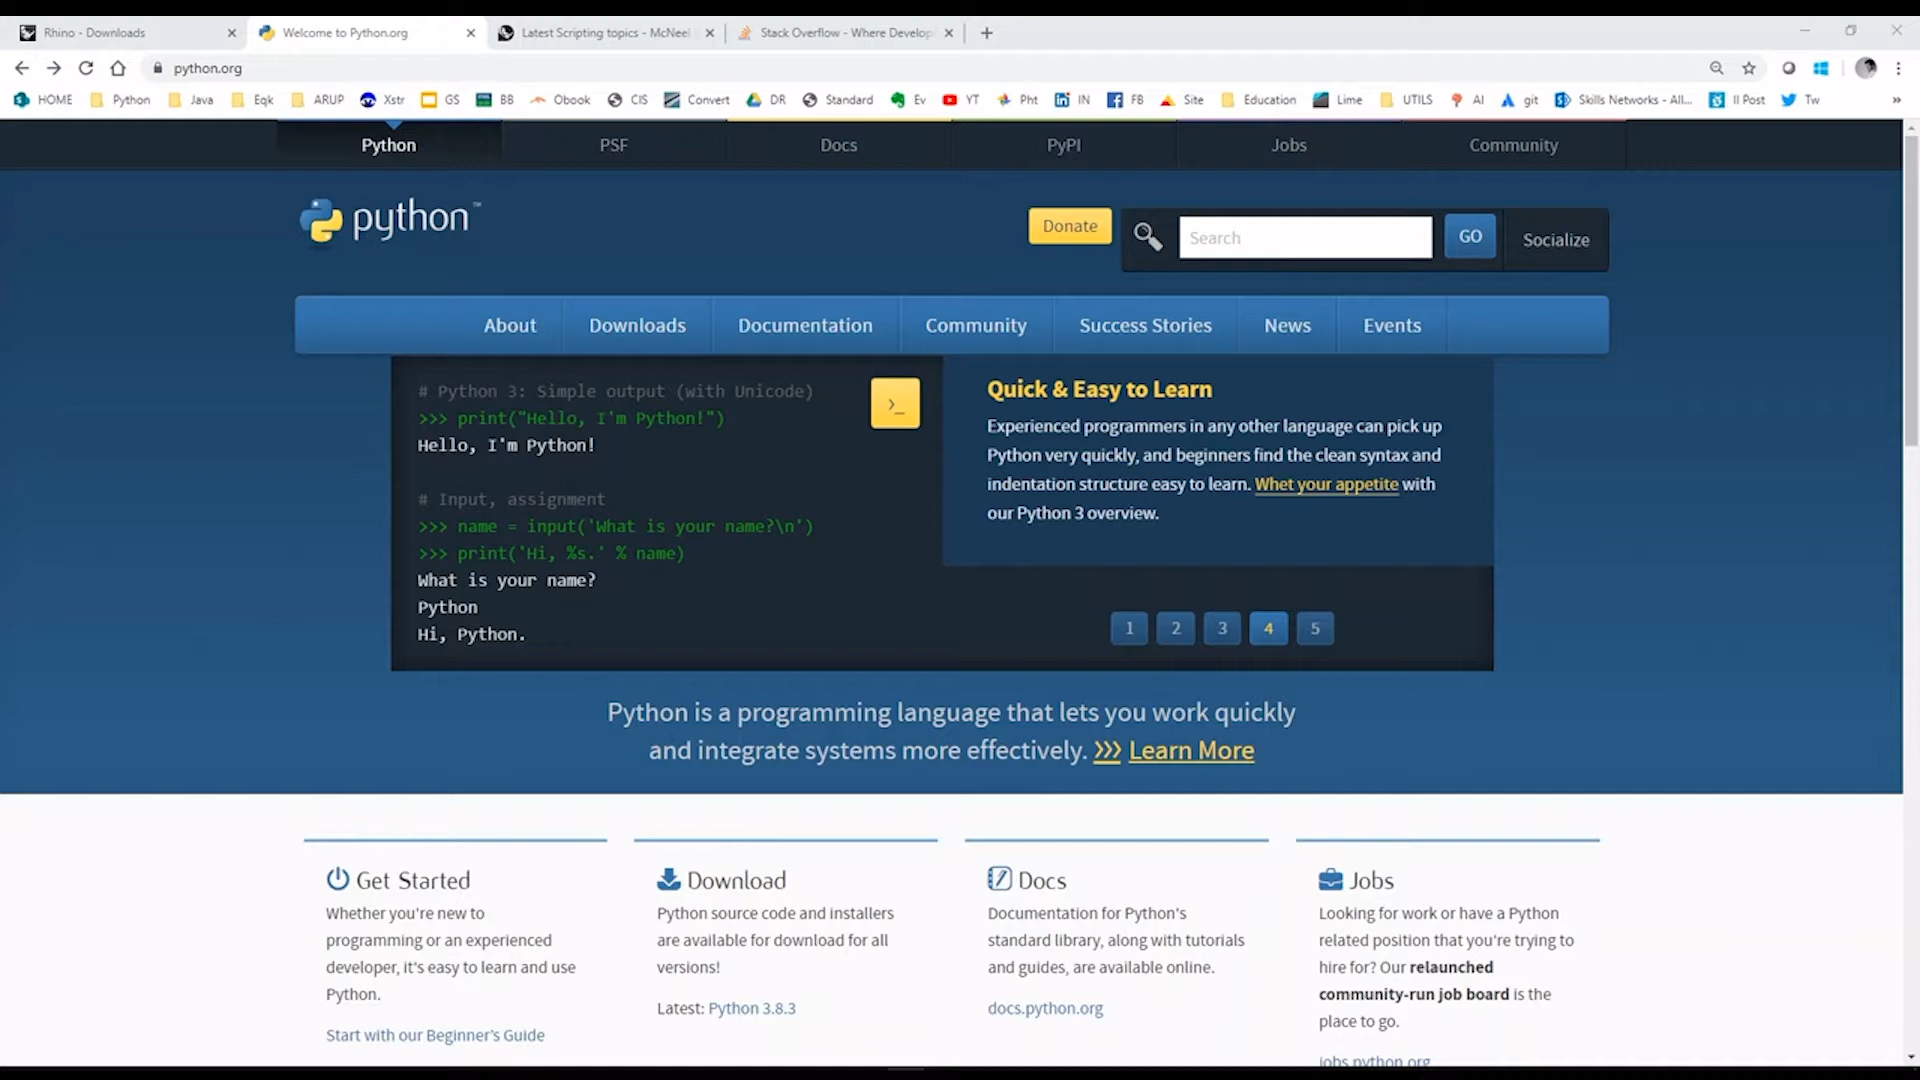 Rhino - Downloads
Welcome to Python.org
Latest Scripting topics - McNeel
Stack Overflow - Where Develop
python.org
HOME Python Java Eqk ARUP Xstr GS BB Obook CIS Convert DR Standard Ev YT Pht IN FB Site Education Lime UTILS AI git Skills Networks - All... II Post Tw »
Python PSF Docs PyPI Jobs Community
python™
Donate
Search
GO
Socialize
About Downloads Documentation Community Success Stories News Events
# Python 3: Simple output (with Unicode)
>>> print("Hello, I'm Python!")
Hello, I'm Python!
# Input, assignment
>>> name = input('What is your name?\n')
>>> print('Hi, %s.' % name)
What is your name?
Python
Hi, Python.
>_
Quick & Easy to Learn
Experienced programmers in any other language can pick up
Python very quickly, and beginners find the clean syntax and
indentation structure easy to learn. Whet your appetite with
our Python 3 overview.
1 2 3 4 5
Python is a programming language that lets you work quickly
and integrate systems more effectively. >>> Learn More
Get Started
Whether you're new to
programming or an experienced
developer, it's easy to learn and use
Python.
Start with our Beginner's Guide
Download
Python source code and installers
are available for download for all
versions!
Latest: Python 3.8.3
Docs
Documentation for Python's
standard library, along with tutorials
and guides, are available online.
docs.python.org
Jobs
Looking for work or have a Python
related position that you're trying to
hire for? Our relaunched
community-run job board is the
place to go.
jobs.python.org